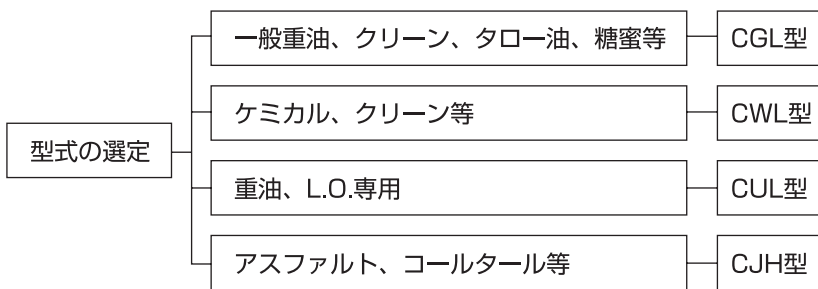 型式の選定
一般重油、クリーン、タロー油、糖蜜等
CGL型
ケミカル、クリーン等
CWL型
重油、L.O.専用
CUL型
アスファルト、コールタール等
CJH型